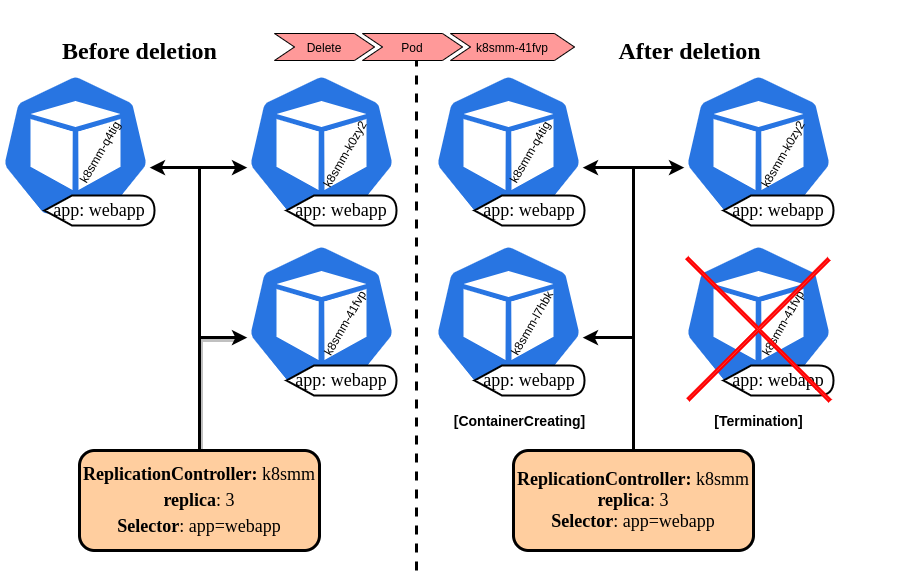 Before deletion
Delete
Pod
k8smm-41fvp
After deletion
k8smm-q4tig
app: webapp
k8smm-k0zy2
app: webapp
k8smm-q4tig
app: webapp
k8smm-k0zy2
app: webapp
k8smm-41fvp
app: webapp
k8smm-l7hbk
app: webapp
k8smm-41fvp
app: webapp
[ContainerCreating]
[Termination]
ReplicationController: k8smm
replica: 3
Selector: app=webapp
ReplicationController: k8smm
replica: 3
Selector: app=webapp